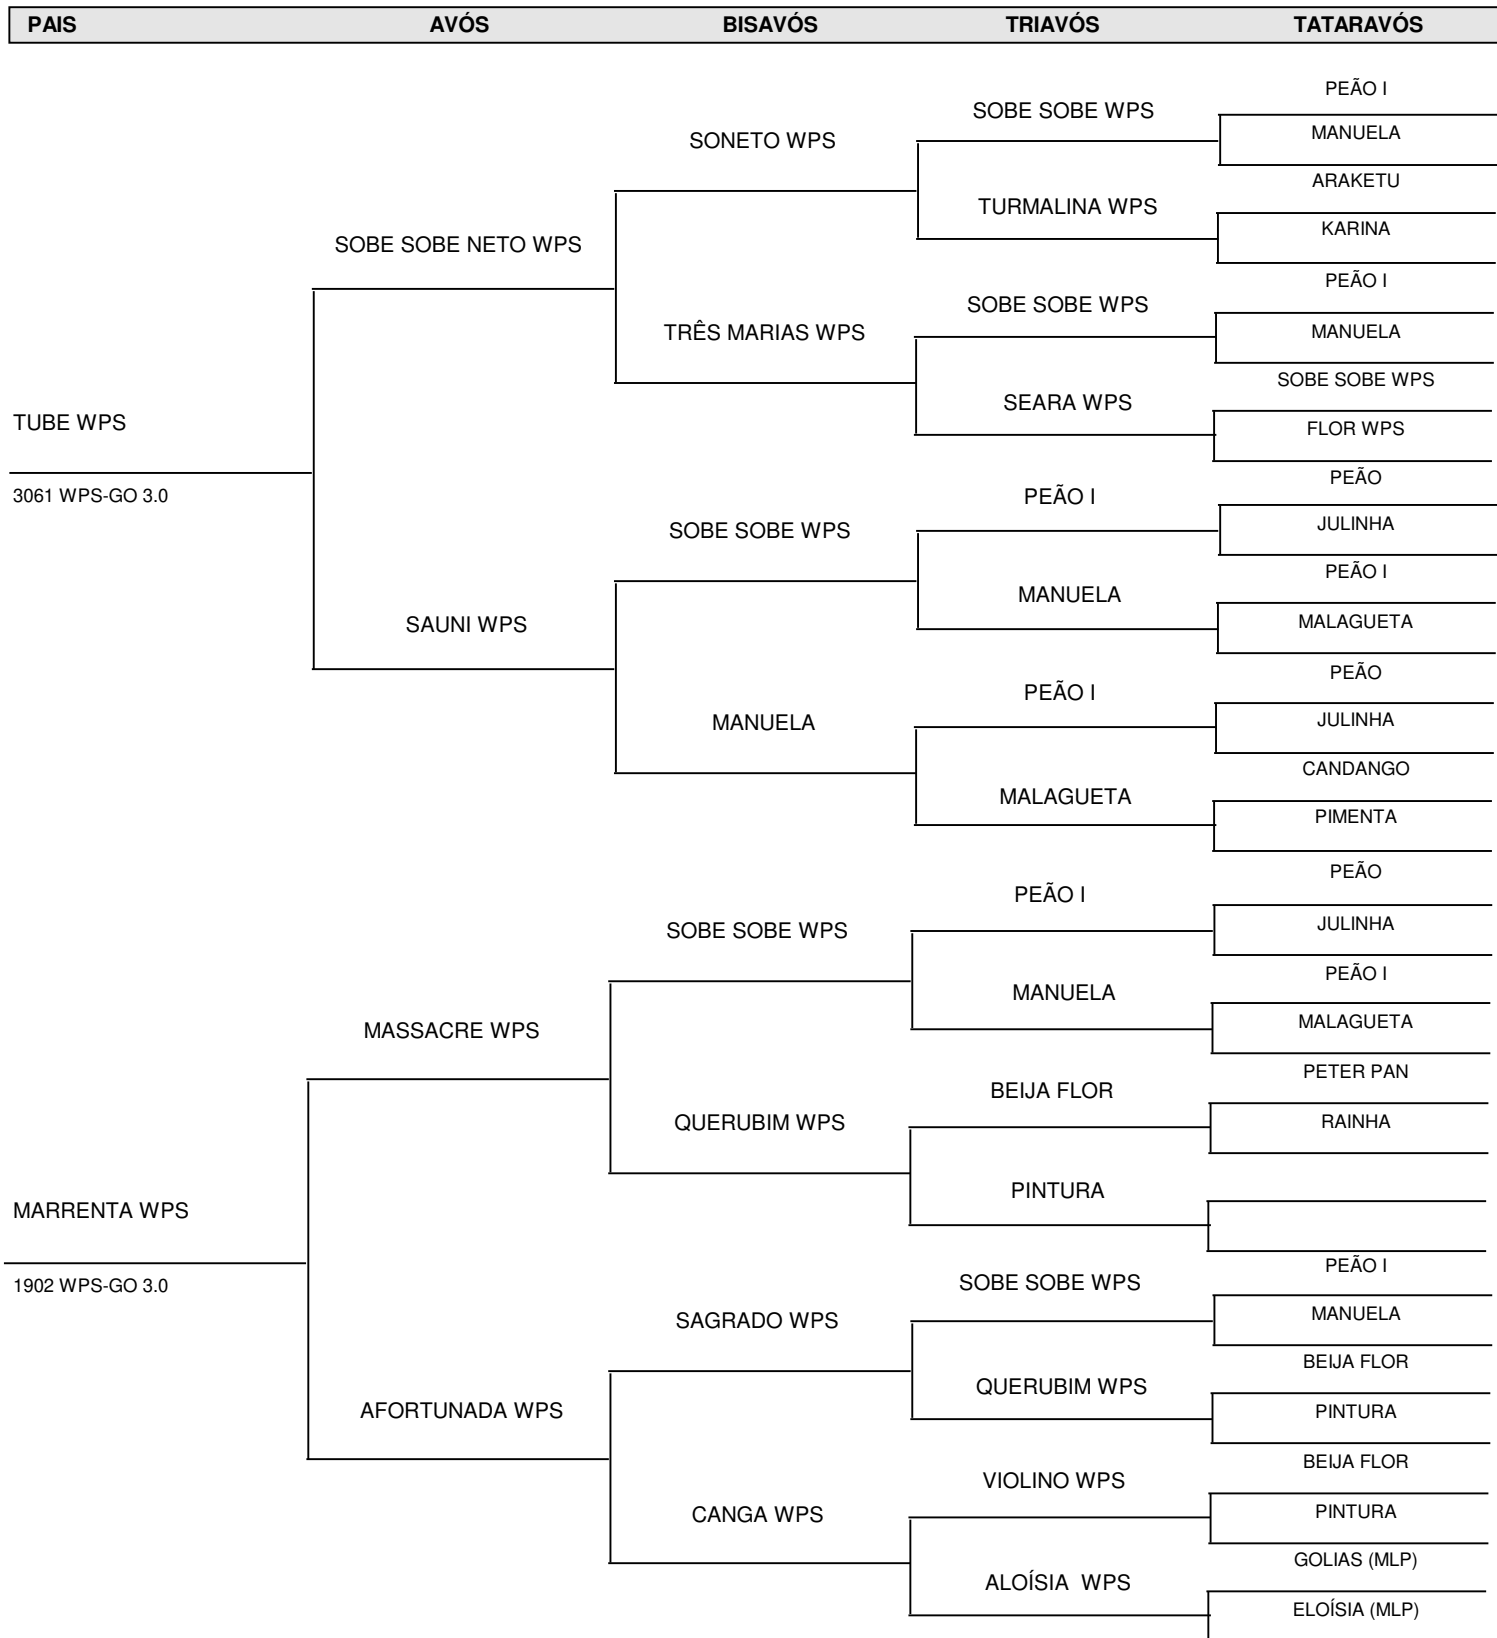 PAIS AVÓS BISAVÓS TRIAVÓS TATARAVÓS
PEÃO I
SOBE SOBE WPS
MANUELA
SONETO WPS
ARAKETU
TURMALINA WPS
KARINA
SOBE SOBE NETO WPS
PEÃO I
SOBE SOBE WPS
MANUELA
TRÊS MARIAS WPS
SOBE SOBE WPS
SEARA WPS
FLOR WPS
TUBE WPS
3061 WPS-GO 3.0
PEÃO
PEÃO I
JULINHA
SOBE SOBE WPS
PEÃO I
MANUELA
MALAGUETA
SAUNI WPS
PEÃO
PEÃO I
JULINHA
MANUELA
CANDANGO
MALAGUETA
PIMENTA
PEÃO
PEÃO I
JULINHA
SOBE SOBE WPS
PEÃO I
MANUELA
MALAGUETA
MASSACRE WPS
PETER PAN
BEIJA FLOR
RAINHA
QUERUBIM WPS
PINTURA
MARRENTA WPS
1902 WPS-GO 3.0
PEÃO I
SOBE SOBE WPS
MANUELA
SAGRADO WPS
BEIJA FLOR
QUERUBIM WPS
PINTURA
AFORTUNADA WPS
BEIJA FLOR
VIOLINO WPS
PINTURA
CANGA WPS
GOLIAS (MLP)
ALOÍSIA WPS
ELOÍSIA (MLP)